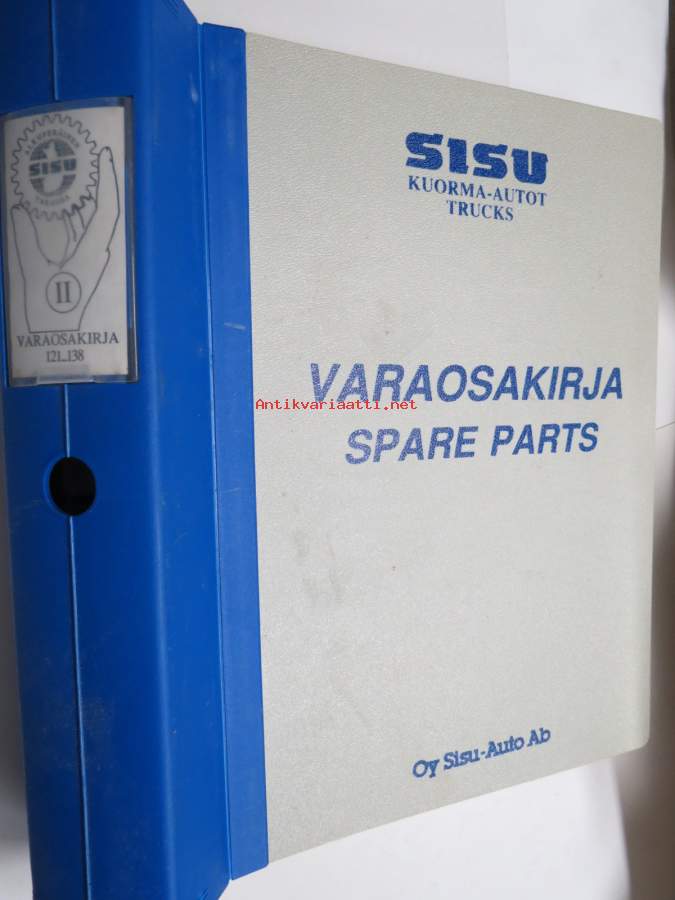 SISU
II
VARAOSAKIRJA
121..138
SISU
KUORMA-AUTOT
TRUCKS
VARAOSAKIRJA
Antikvariaatti.net
SPARE PARTS
Oy Sisu-Auto Ab